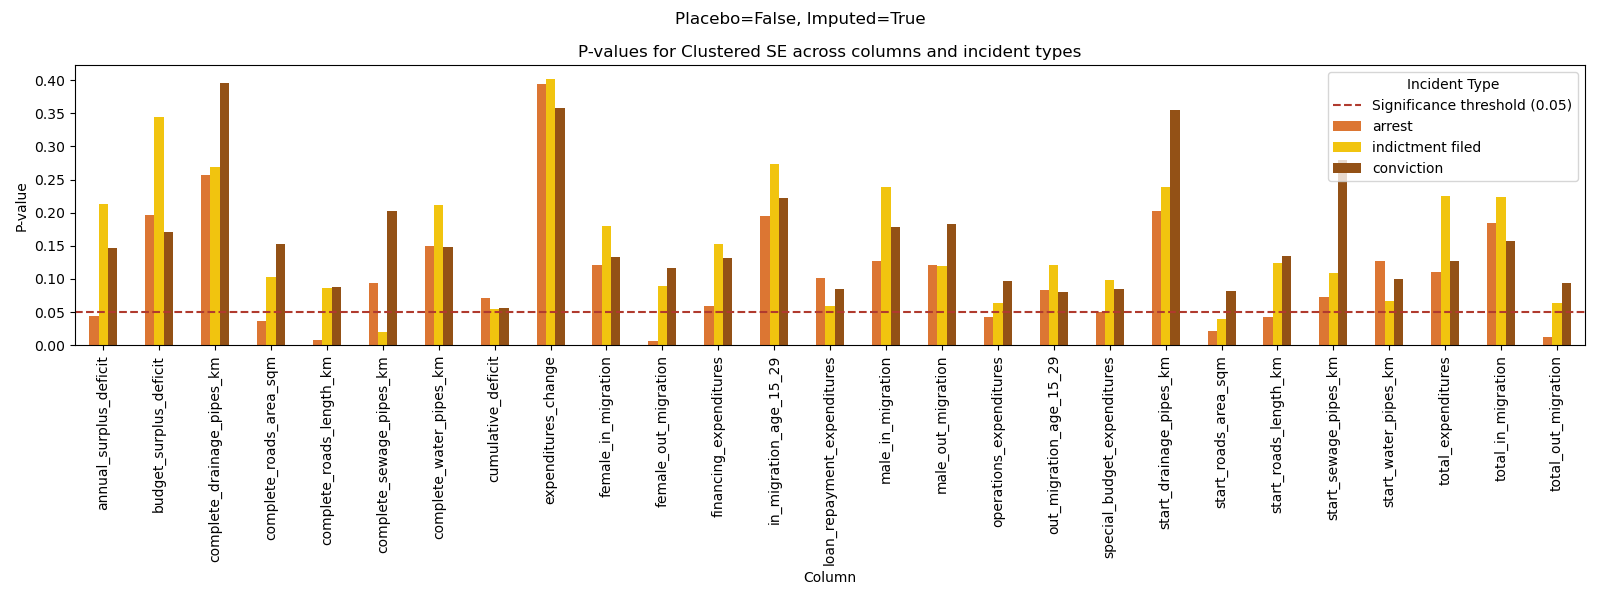 Placebo=False, Imputed=True
P-values for Clustered SE across columns and incident types
P-value
0.40
0.35
0.30
0.25
0.20
0.15
0.10
0.05
0.00
Incident Type
Significance threshold (0.05)
arrest
indictment filed
conviction
annual_surplus_deficit
budget_surplus_deficit
complete_drainage_pipes_km
complete_roads_area_sqm
complete_roads_length_km
complete_sewage_pipes_km
complete_water_pipes_km
cumulative_deficit
expenditures_change
female_in_migration
female_out_migration
financing_expenditures
in_migration_age_15_29
loan_repayment_expenditures
male_in_migration
male_out_migration
operations_expenditures
out_migration_age_15_29
special_budget_expenditures
start_drainage_pipes_km
start_roads_area_sqm
start_roads_length_km
start_sewage_pipes_km
start_water_pipes_km
total_expenditures
total_in_migration
total_out_migration
Column